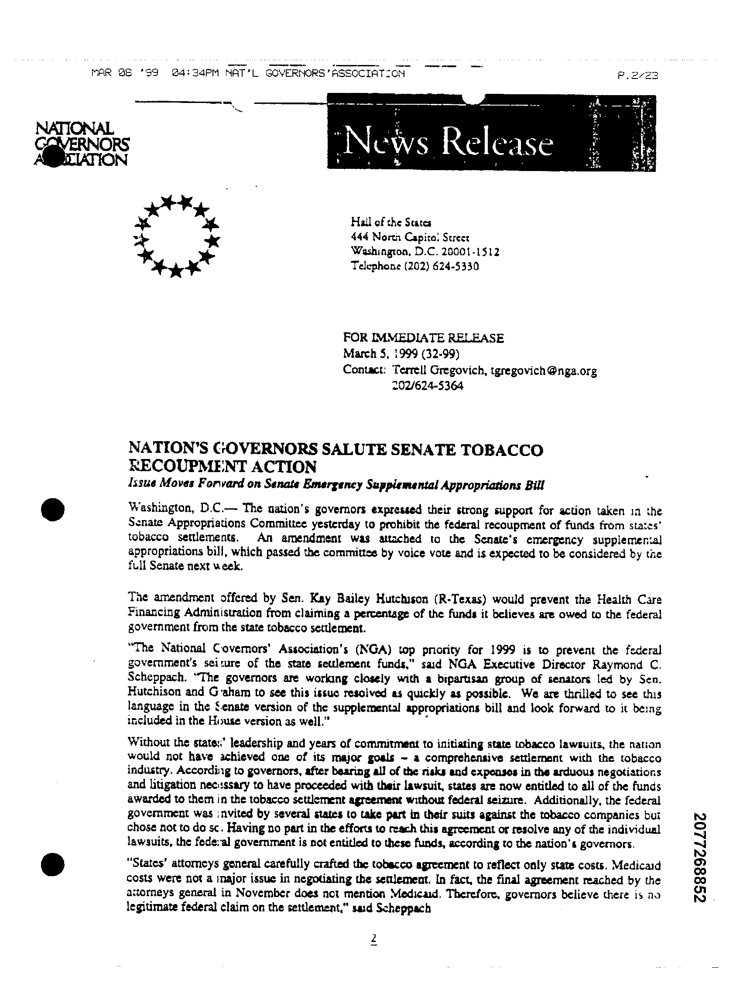 MAR 08 '99 04:34PM NAT'L GOVERNORS'ASSOCIATION P.2/23
NATIONAL
GOVERNORS
ASSOCIATION
News Release
Hall of the States
444 North Capitol Street
Washington, D.C. 20001-1512
Telephone (202) 624-5330
FOR IMMEDIATE RELEASE
March 5, 1999 (32-99)
Contact: Terrell Gregovich, tgregovich@nga.org
202/624-5364
NATION'S GOVERNORS SALUTE SENATE TOBACCO
RECOUPMENT ACTION
Issue Moves Forward on Senate Emergency Supplemental Appropriations Bill
Washington, D.C.— The nation's governors expressed their strong support for action taken in the
Senate Appropriations Committee yesterday to prohibit the federal recoupment of funds from states'
tobacco settlements. An amendment was attached to the Senate's emergency supplemental
appropriations bill, which passed the committee by voice vote and is expected to be considered by the
full Senate next week.
The amendment offered by Sen. Kay Bailey Hutchison (R-Texas) would prevent the Health Care
Financing Administration from claiming a percentage of the funds it believes are owed to the federal
government from the state tobacco settlement.
"The National Governors' Association's (NGA) top priority for 1999 is to prevent the federal
government's seizure of the state settlement funds," said NGA Executive Director Raymond C.
Scheppach. "The governors are working closely with a bipartisan group of senators led by Sen.
Hutchison and Graham to see this issue resolved as quickly as possible. We are thrilled to see this
language in the Senate version of the supplemental appropriations bill and look forward to it being
included in the House version as well."
Without the states' leadership and years of commitment to initiating state tobacco lawsuits, the nation
would not have achieved one of its major goals – a comprehensive settlement with the tobacco
industry. According to governors, after bearing all of the risks and expenses in the arduous negotiations
and litigation necessary to have proceeded with their lawsuit, states are now entitled to all of the funds
awarded to them in the tobacco settlement agreement without federal seizure. Additionally, the federal
government was invited by several states to take part in their suits against the tobacco companies but
chose not to do so. Having no part in the efforts to reach this agreement or resolve any of the individual
lawsuits, the federal government is not entitled to these funds, according to the nation's governors.
"States' attorneys general carefully crafted the tobacco agreement to reflect only state costs. Medicaid
costs were not a major issue in negotiating the settlement. In fact, the final agreement reached by the
attorneys general in November does not mention Medicaid. Therefore, governors believe there is no
legitimate federal claim on the settlement," said Scheppach
2
2077268852